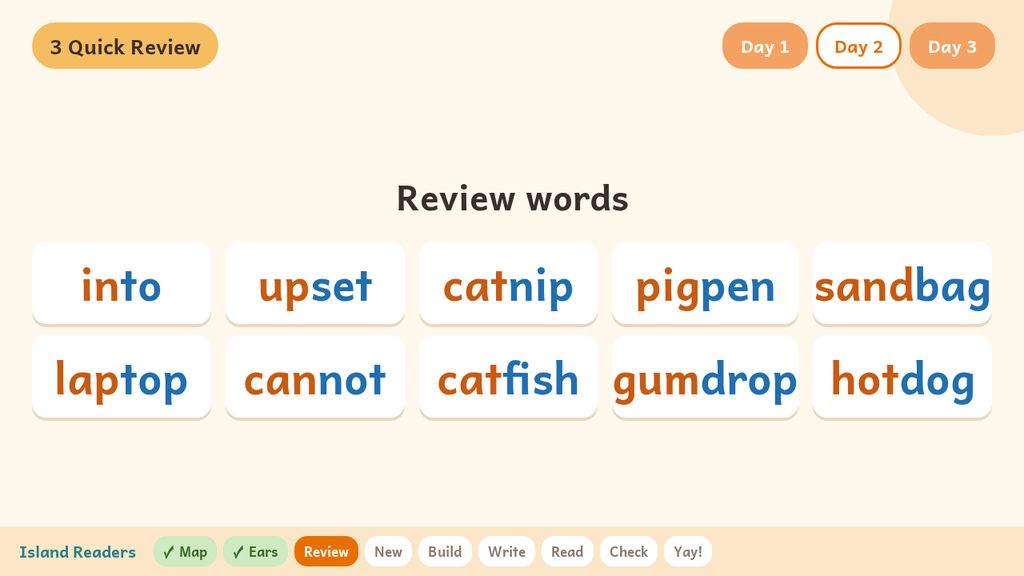 3 Quick Review
Day 1 Day 2 Day 3
Review words
into upset catnip pigpen sandbag
laptop cannot catfish gumdrop hotdog
Island Readers ✓ Map ✓ Ears Review New Build Write Read Check Yay!